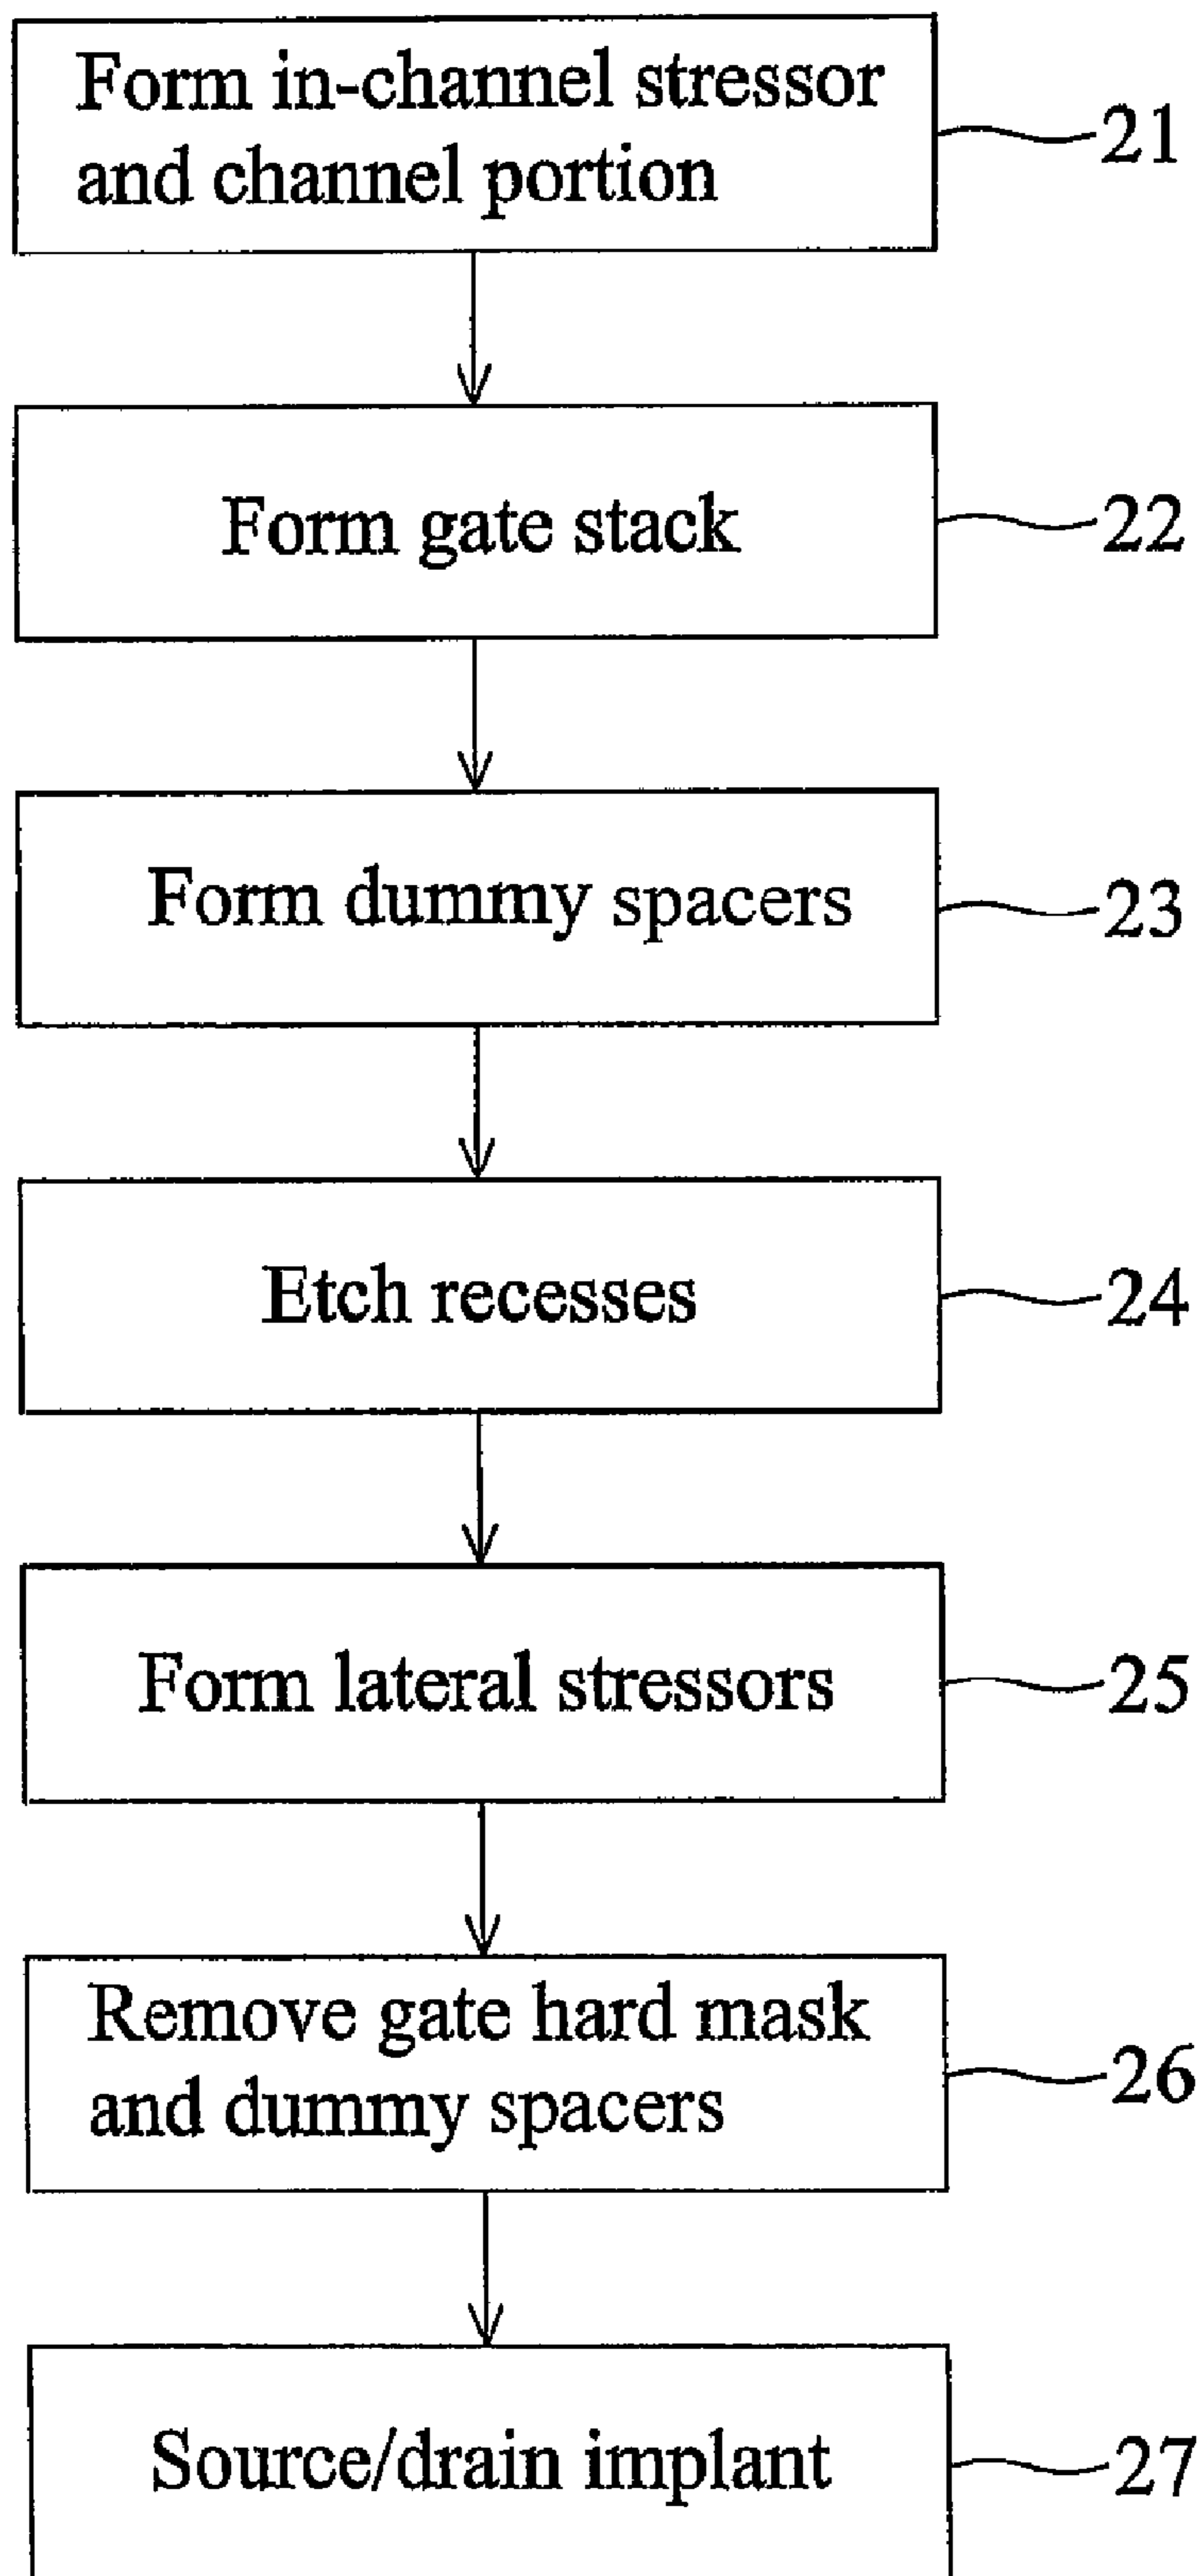 Form in-channel stressor
and channel portion
21
Form gate stack
22
Form dummy spacers
23
Etch recesses
24
Form lateral stressors
25
Remove gate hard mask
and dummy spacers
26
Source/drain implant
27